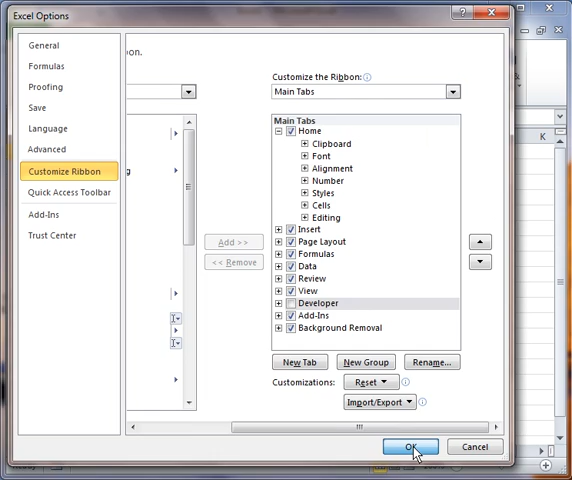 Excel Options
General
Formulas
Proofing
Save
Language
Advanced
Customize Ribbon
Quick Access Toolbar
Add-Ins
Trust Center
on.
g
Add >>
<< Remove
Customize the Ribbon:
Main Tabs
Main Tabs
Home
Clipboard
Font
Alignment
Number
Styles
Cells
Editing
Insert
Page Layout
Formulas
Data
Review
View
Developer
Add-Ins
Background Removal
New Tab
New Group
Rename...
Customizations:
Reset
Import/Export
OK
Cancel
K